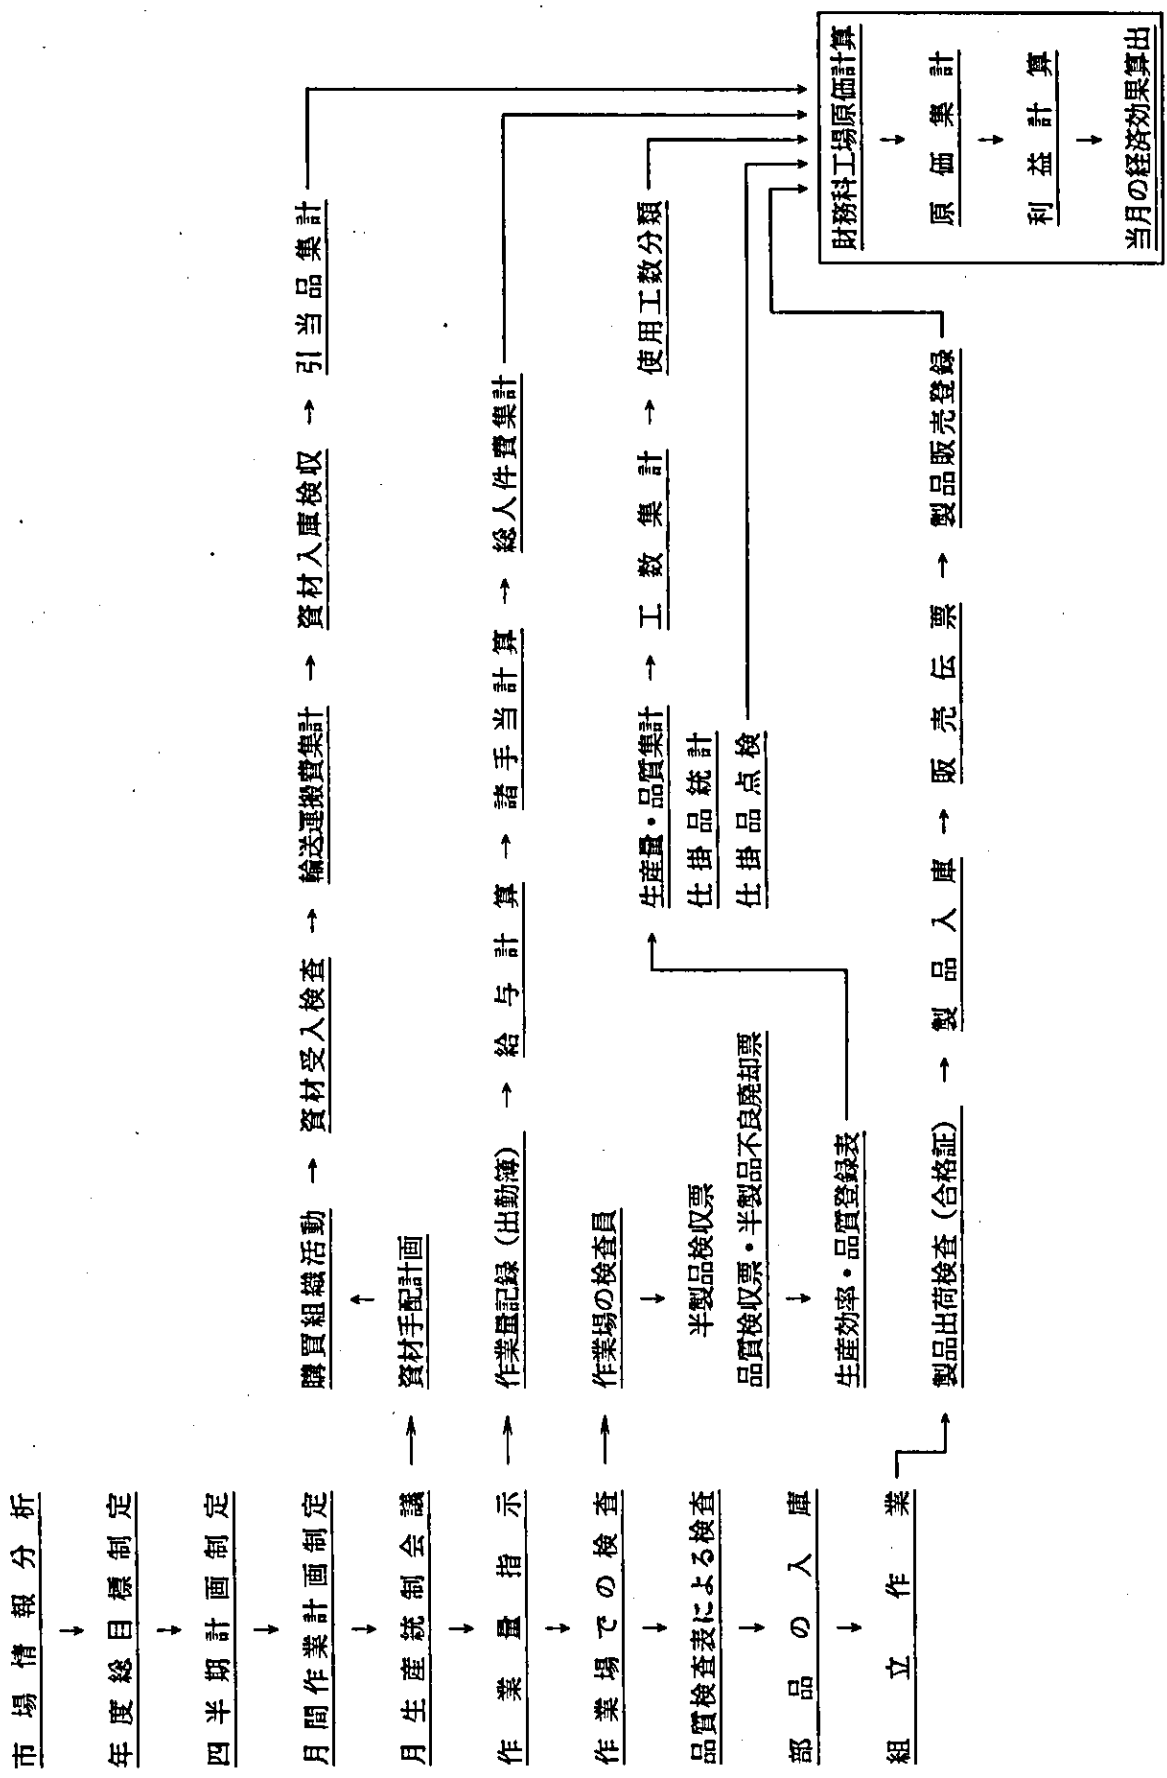 市場情報分析
↓
年度総目標制定
↓
四半期計画制定
↓
月間作業計画制定
↓
月生産統制会議
↓
作業量指示
↓
作業場での検査
↓
品質検査表による検査
↓
部品の入庫
↓
組立作業
購買組織活動 → 資材受入検査 → 輸送運搬費集計 → 資材入庫検収 → 引当品集計
↑
資材手配計画
作業量記録(出勤簿) → 給与計算 → 諸手当計算 → 総人件費集計
作業場の検査員
↓
半製品検収票
品質検収票・半製品不良廃却票
↓
生産効率・品質登録表
生産量・品質集計 → 工数集計 → 使用工数分類
仕掛品統計
仕掛品点検
製品出荷検査(合格証) → 製品入庫 → 販売伝票 → 製品販売登録
財務科工場原価計算
↓
原価集計
↓
利益計算
↓
当月の経済効果算出